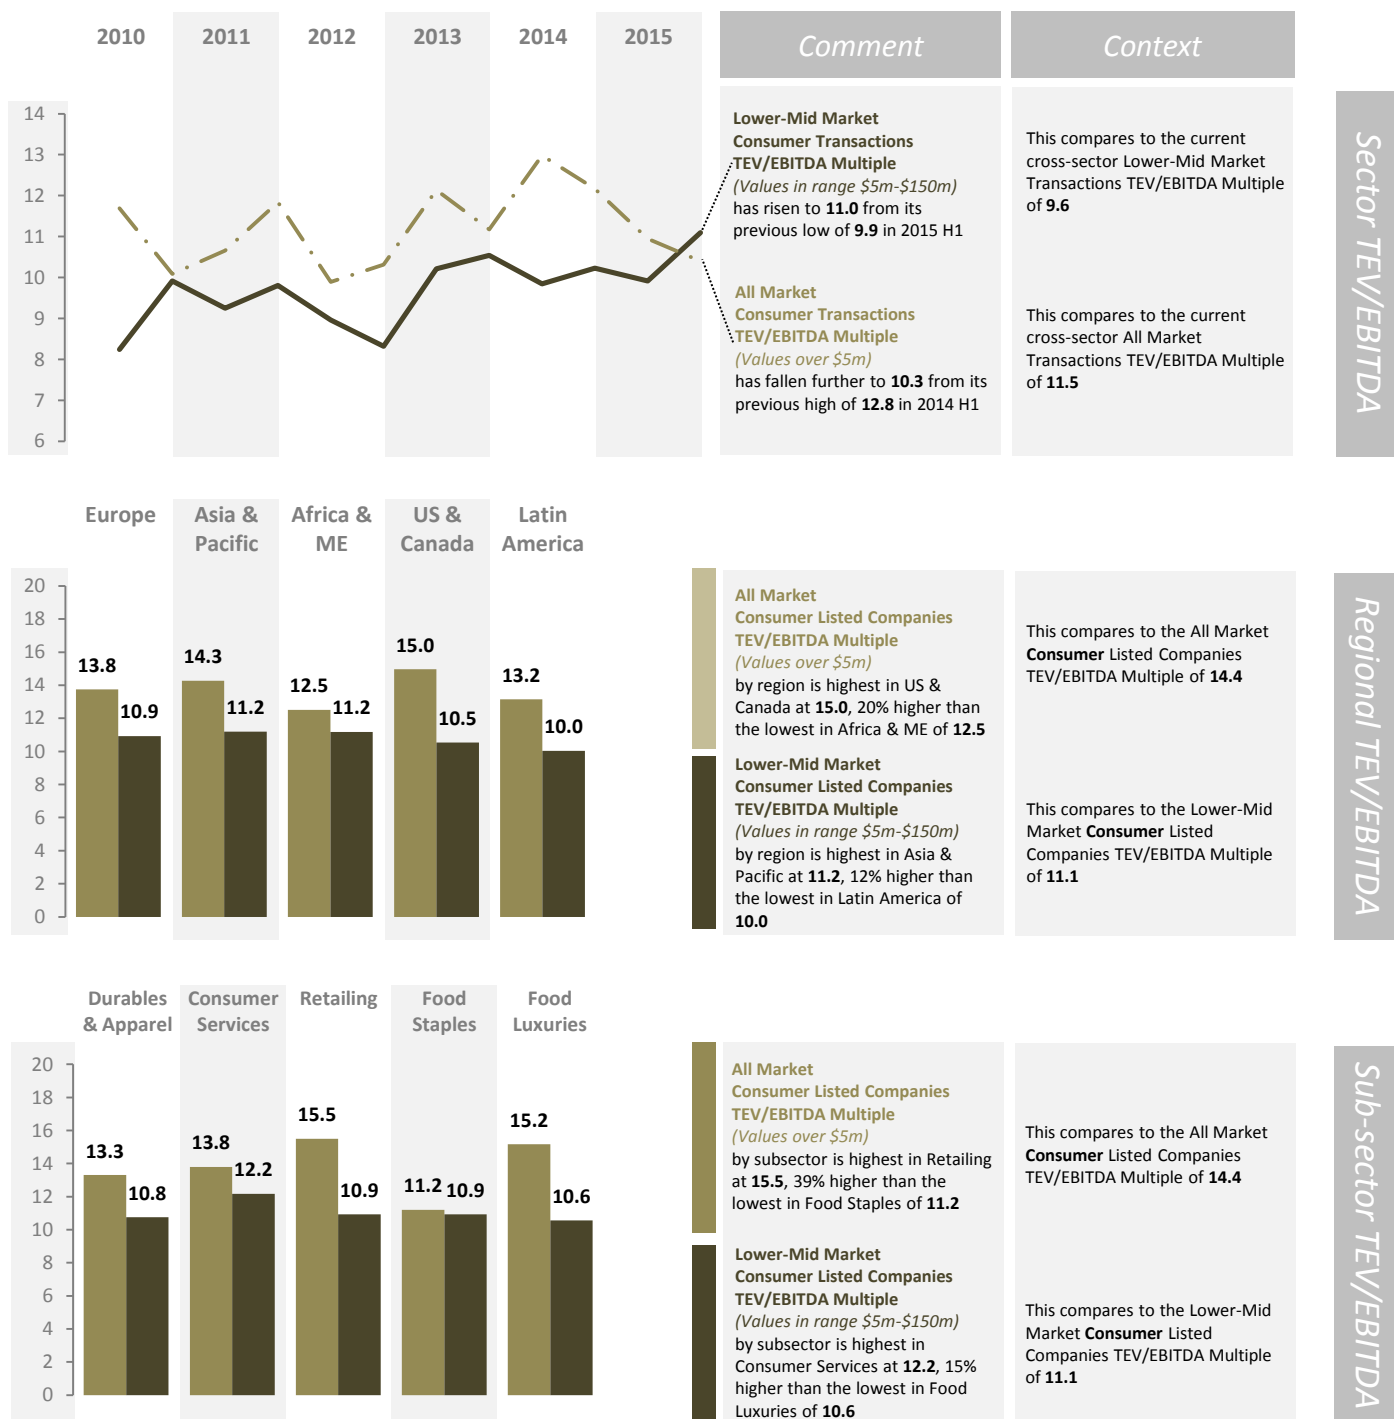 2010 2011 2012 2013 2014 2015
Comment
Context
14
13
12
11
10
9
8
7
6
Lower-Mid Market
Consumer Transactions
TEV/EBITDA Multiple
(Values in range $5m-$150m)
has risen to 11.0 from its
previous low of 9.9 in 2015 H1
All Market
Consumer Transactions
TEV/EBITDA Multiple
(Values over $5m)
has fallen further to 10.3 from its
previous high of 12.8 in 2014 H1
This compares to the current
cross-sector Lower-Mid Market
Transactions TEV/EBITDA Multiple
of 9.6
This compares to the current
cross-sector All Market
Transactions TEV/EBITDA Multiple
of 11.5
Sector TEV/EBITDA
Europe
Asia &
Pacific
Africa &
ME
US &
Canada
Latin
America
20
18
16
14
12
10
8
6
4
2
0
13.8
10.9
14.3
11.2
12.5
11.2
15.0
10.5
13.2
10.0
All Market
Consumer Listed Companies
TEV/EBITDA Multiple
(Values over $5m)
by region is highest in US &
Canada at 15.0, 20% higher than
the lowest in Africa & ME of 12.5
Lower-Mid Market
Consumer Listed Companies
TEV/EBITDA Multiple
(Values in range $5m-$150m)
by region is highest in Asia &
Pacific at 11.2, 12% higher than
the lowest in Latin America of
10.0
This compares to the All Market
Consumer Listed Companies
TEV/EBITDA Multiple of 14.4
This compares to the Lower-Mid
Market Consumer Listed
Companies TEV/EBITDA Multiple
of 11.1
Regional TEV/EBITDA
Durables
& Apparel
Consumer
Services
Retailing
Food
Staples
Food
Luxuries
20
18
16
14
12
10
8
6
4
2
0
13.3
10.8
13.8
12.2
15.5
10.9
11.2
10.9
15.2
10.6
All Market
Consumer Listed Companies
TEV/EBITDA Multiple
(Values over $5m)
by subsector is highest in Retailing
at 15.5, 39% higher than the
lowest in Food Staples of 11.2
Lower-Mid Market
Consumer Listed Companies
TEV/EBITDA Multiple
(Values in range $5m-$150m)
by subsector is highest in
Consumer Services at 12.2, 15%
higher than the lowest in Food
Luxuries of 10.6
This compares to the All Market
Consumer Listed Companies
TEV/EBITDA Multiple of 14.4
This compares to the Lower-Mid
Market Consumer Listed
Companies TEV/EBITDA Multiple
of 11.1
Sub-sector TEV/EBITDA